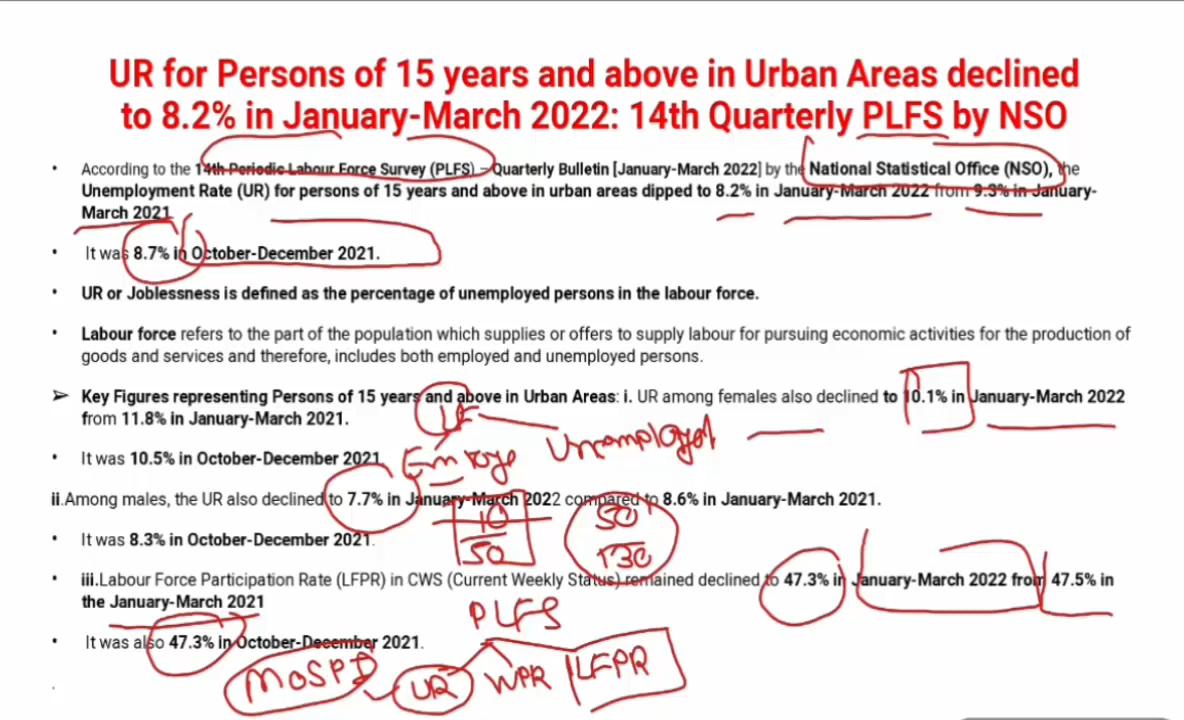 UR for Persons of 15 years and above in Urban Areas declined
to 8.2% in January-March 2022: 14th Quarterly PLFS by NSO
• According to the 14th Periodic Labour Force Survey (PLFS) – Quarterly Bulletin [January-March 2022] by the National Statistical Office (NSO), the
Unemployment Rate (UR) for persons of 15 years and above in urban areas dipped to 8.2% in January-March 2022 from 9.3% in January-
March 2021
• It was 8.7% in October-December 2021.
• UR or Joblessness is defined as the percentage of unemployed persons in the labour force.
• Labour force refers to the part of the population which supplies or offers to supply labour for pursuing economic activities for the production of
goods and services and therefore, includes both employed and unemployed persons.
➢ Key Figures representing Persons of 15 years and above in Urban Areas: i. UR among females also declined to 10.1% in January-March 2022
from 11.8% in January-March 2021.
LF
Unemployed
• It was 10.5% in October-December 2021
ii.Among males, the UR also declined to 7.7% in January-March 2022 compared to 8.6% in January-March 2021.
10 50
50 130
• It was 8.3% in October-December 2021.
• iii.Labour Force Participation Rate (LFPR) in CWS (Current Weekly Status) remained declined to 47.3% in January-March 2022 from 47.5% in
the January-March 2021
PLFS
• It was also 47.3% in October-December 2021.
MOSPI UR WPR LFPR